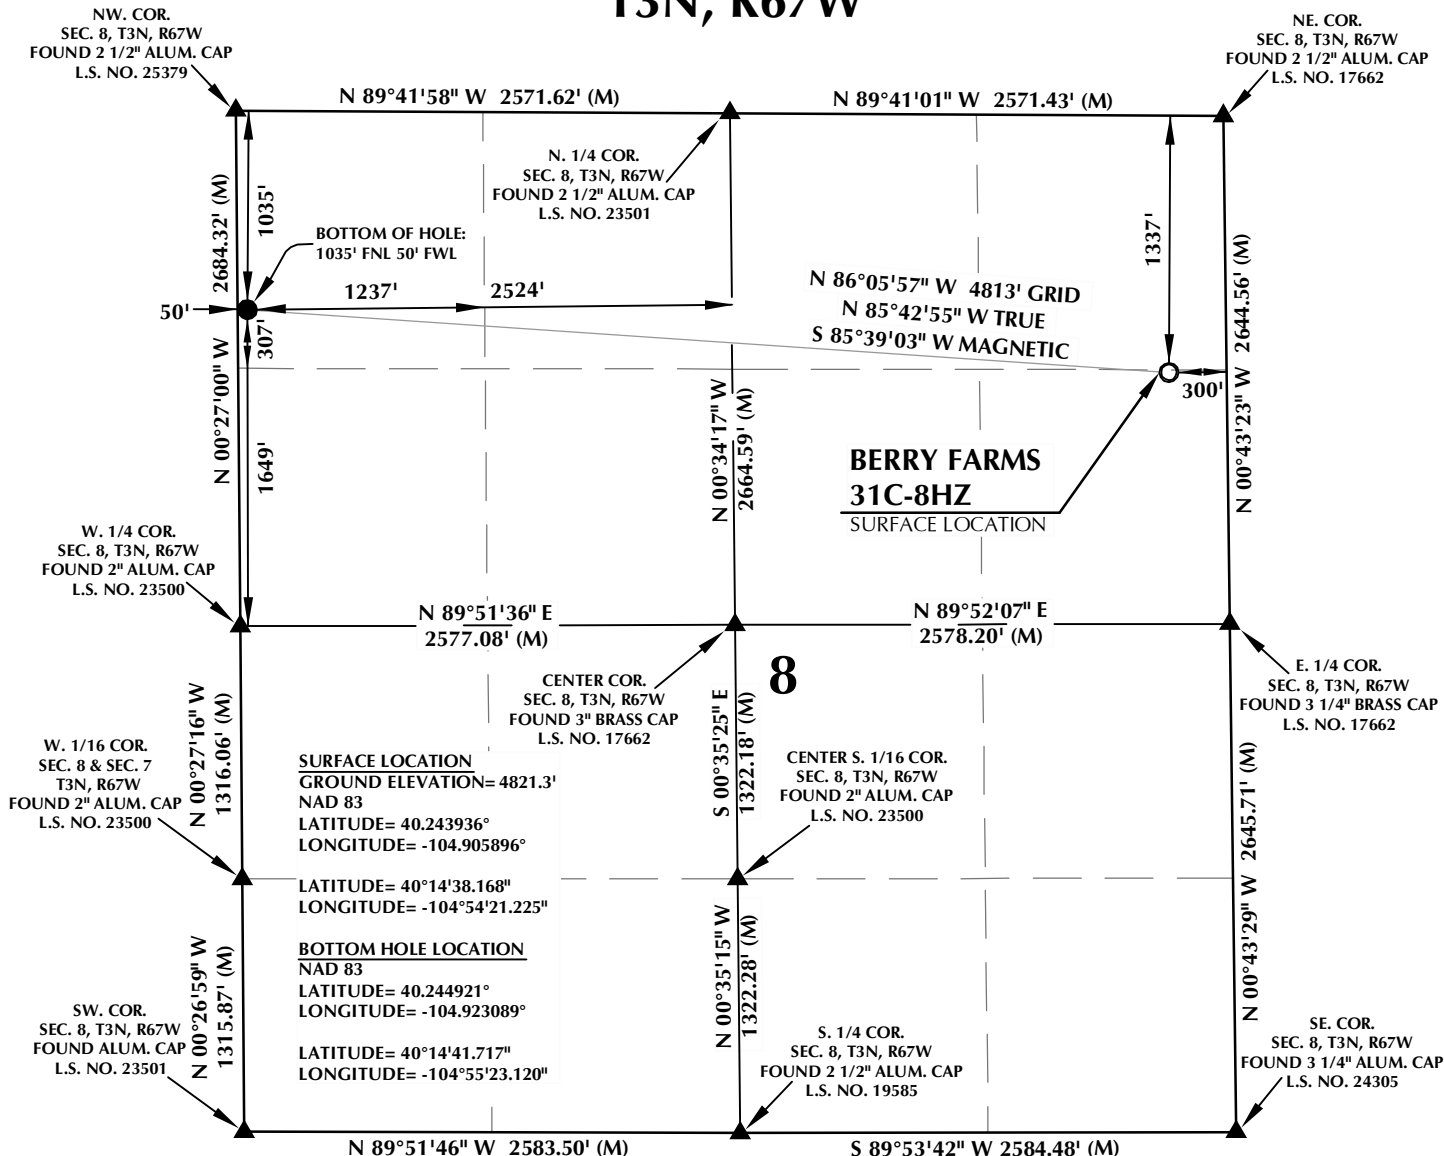 T3N, R67W
NW. COR.
SEC. 8, T3N, R67W
FOUND 2 1/2" ALUM. CAP
L.S. NO. 25379
NE. COR.
SEC. 8, T3N, R67W
FOUND 2 1/2" ALUM. CAP
L.S. NO. 17662
N 89°41'58" W 2571.62' (M)
N 89°41'01" W 2571.43' (M)
N. 1/4 COR.
SEC. 8, T3N, R67W
FOUND 2 1/2" ALUM. CAP
L.S. NO. 23501
2684.32' (M)
N 00°27'00" W
1035'
BOTTOM OF HOLE:
1035' FNL 50' FWL
50'
1237'
2524'
307'
1649'
N 86°05'57" W 4813' GRID
N 85°42'55" W TRUE
S 85°39'03" W MAGNETIC
1337'
300'
N 00°43'23" W 2644.56' (M)
N 00°34'17" W
2664.59' (M)
BERRY FARMS
31C-8HZ
SURFACE LOCATION
W. 1/4 COR.
SEC. 8, T3N, R67W
FOUND 2" ALUM. CAP
L.S. NO. 23500
N 89°51'36" E
2577.08' (M)
N 89°52'07" E
2578.20' (M)
8
CENTER COR.
SEC. 8, T3N, R67W
FOUND 3" BRASS CAP
L.S. NO. 17662
E. 1/4 COR.
SEC. 8, T3N, R67W
FOUND 3 1/4" BRASS CAP
L.S. NO. 17662
N 00°27'16" W
1316.06' (M)
S 00°35'25" E
1322.18' (M)
W. 1/16 COR.
SEC. 8 & SEC. 7
T3N, R67W
FOUND 2" ALUM. CAP
L.S. NO. 23500
SURFACE LOCATION
GROUND ELEVATION= 4821.3'
NAD 83
LATITUDE= 40.243936°
LONGITUDE= -104.905896°
LATITUDE= 40°14'38.168"
LONGITUDE= -104°54'21.225"
BOTTOM HOLE LOCATION
NAD 83
LATITUDE= 40.244921°
LONGITUDE= -104.923089°
LATITUDE= 40°14'41.717"
LONGITUDE= -104°55'23.120"
CENTER S. 1/16 COR.
SEC. 8, T3N, R67W
FOUND 2" ALUM. CAP
L.S. NO. 23500
N 00°43'29" W 2645.71' (M)
N 00°26'59" W
1315.87' (M)
N 00°35'15" W
1322.28' (M)
SW. COR.
SEC. 8, T3N, R67W
FOUND ALUM. CAP
L.S. NO. 23501
S. 1/4 COR.
SEC. 8, T3N, R67W
FOUND 2 1/2" ALUM. CAP
L.S. NO. 19585
SE. COR.
SEC. 8, T3N, R67W
FOUND 3 1/4" ALUM. CAP
L.S. NO. 24305
N 89°51'46" W 2583.50' (M)
S 89°53'42" W 2584.48' (M)